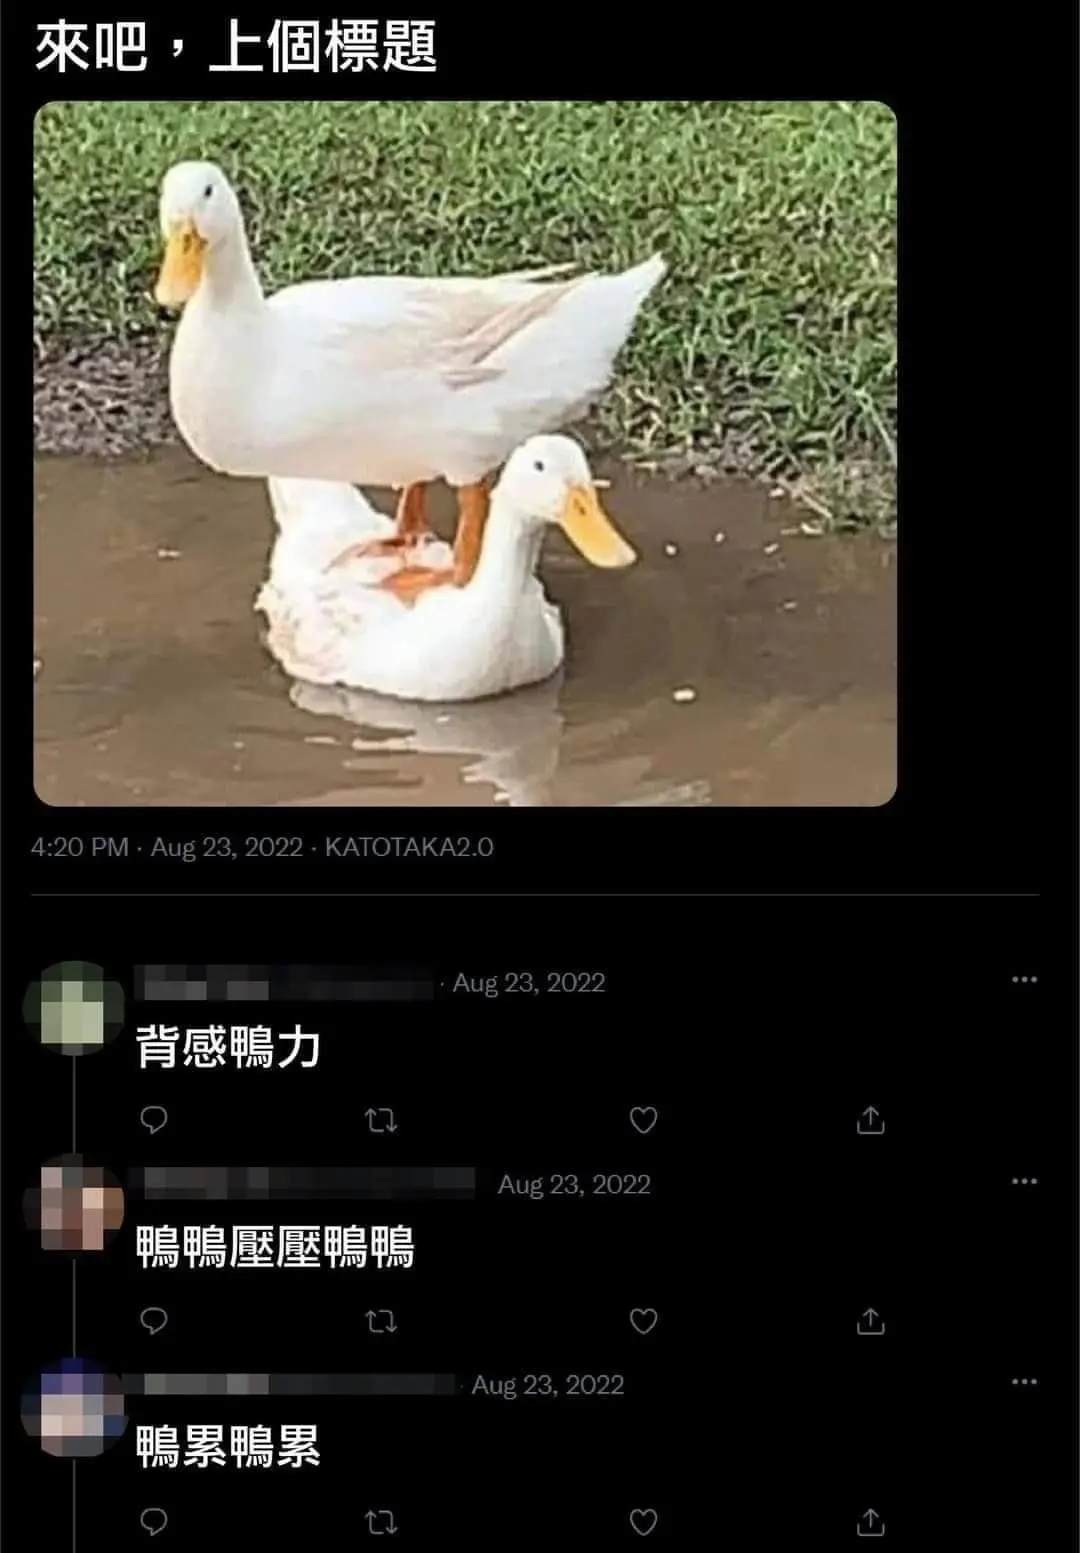 來吧，上個標題
4:20 PM · Aug 23, 2022 · KATOTAKA2.0
· Aug 23, 2022
背感鴨力
Aug 23, 2022
鴨鴨壓壓鴨鴨
· Aug 23, 2022
鴨累鴨累